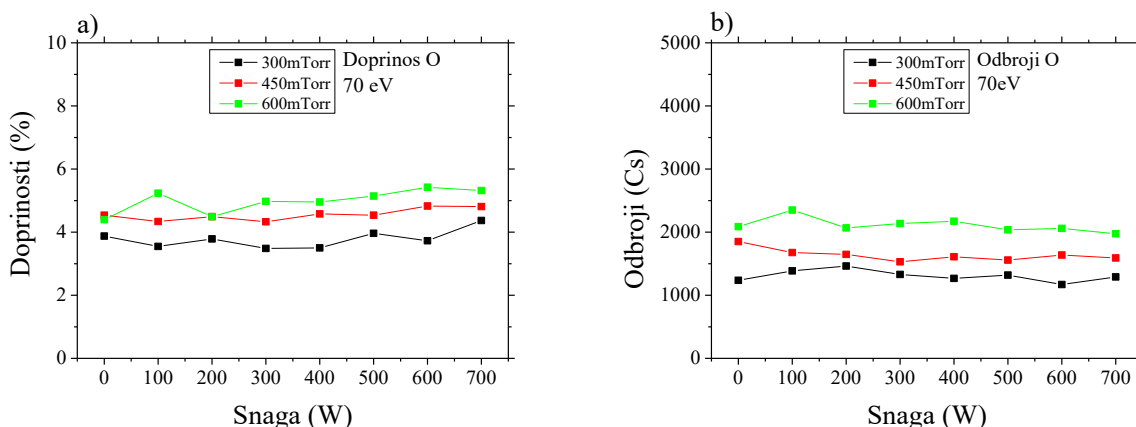 a)
10
8
6
4
2
0
Doprinosti (%)
300mTorr
450mTorr
600mTorr
Doprinos O
70 eV
0 100 200 300 400 500 600 700
Snaga (W)
b)
5000
4000
3000
2000
1000
0
Odbroji (Cs)
300mTorr
450mTorr
600mTorr
Odbroji O
70eV
0 100 200 300 400 500 600 700
Snaga (W)